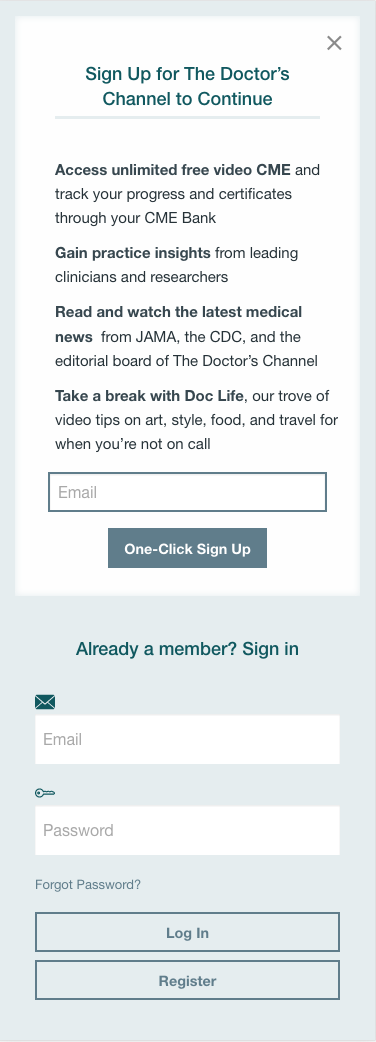 Sign Up for The Doctor’s
Channel to Continue
Access unlimited free video CME and
track your progress and certificates
through your CME Bank
Gain practice insights from leading
clinicians and researchers
Read and watch the latest medical
news from JAMA, the CDC, and the
editorial board of The Doctor’s Channel
Take a break with Doc Life, our trove of
video tips on art, style, food, and travel for
when you’re not on call
Email
One-Click Sign Up
Already a member? Sign in
Email
Password
Forgot Password?
Log In
Register